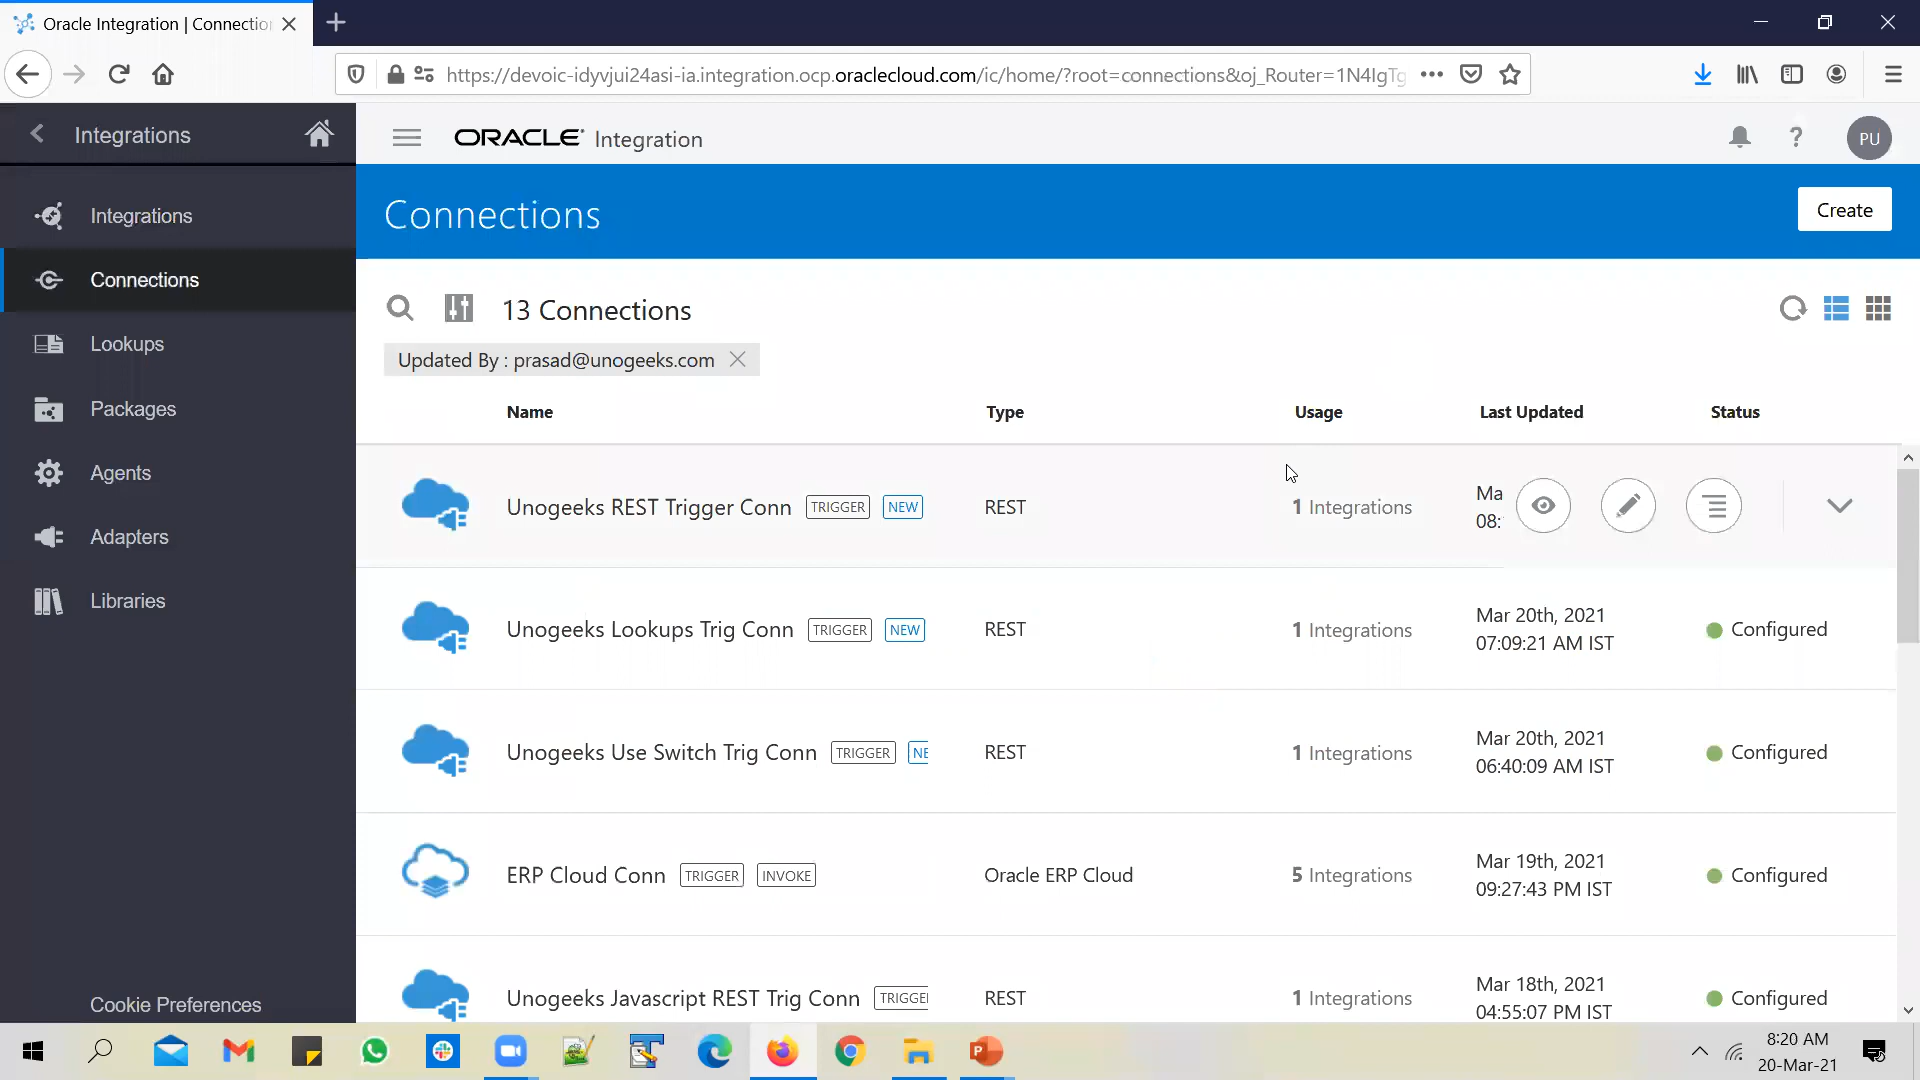 Oracle Integration | Connectio
https://devoic-idyvjui24asi-ia.integration.ocp.oraclecloud.com/ic/home/?root=connections&oj_Router=1N4IgTg
Integrations
ORACLE Integration
? PU
Connections
Create
Integrations
Connections
Lookups
Packages
Agents
Adapters
Libraries
Cookie Preferences
13 Connections
Updated By : prasad@unogeeks.com
Name Type Usage Last Updated Status
Unogeeks REST Trigger Conn TRIGGER NEW REST 1 Integrations Ma
08:
Unogeeks Lookups Trig Conn TRIGGER NEW REST 1 Integrations Mar 20th, 2021
07:09:21 AM IST Configured
Unogeeks Use Switch Trig Conn TRIGGER NE REST 1 Integrations Mar 20th, 2021
06:40:09 AM IST Configured
ERP Cloud Conn TRIGGER INVOKE Oracle ERP Cloud 5 Integrations Mar 19th, 2021
09:27:43 PM IST Configured
Unogeeks Javascript REST Trig Conn TRIGGE REST 1 Integrations Mar 18th, 2021
04:55:07 PM IST Configured
8:20 AM
20-Mar-21